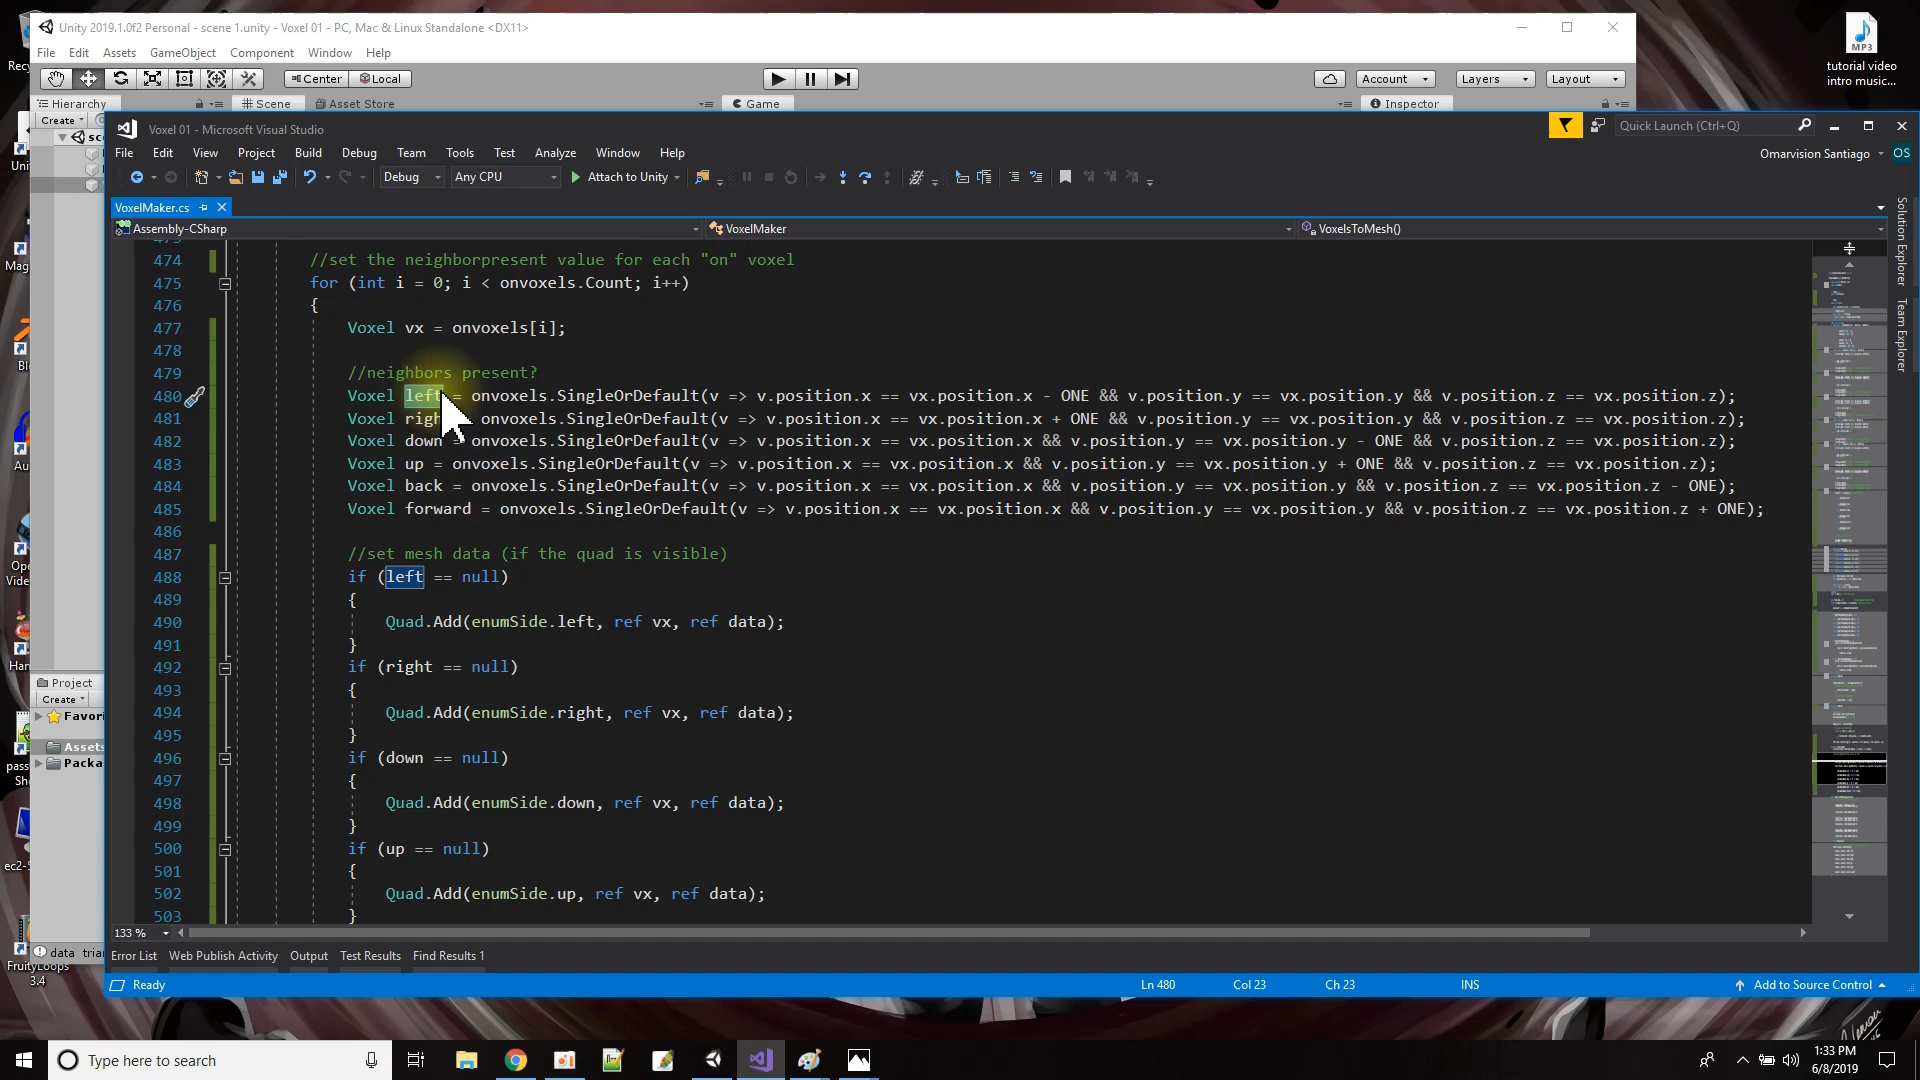 Unity 2019.1.0f2 Personal - scene 1.unity - Voxel 01 - PC, Mac & Linux Standalone <DX11>
File Edit Assets GameObject Component Window Help
Center Local Account Layers Layout
Hierarchy Scene Asset Store Game Inspector
Create
MP3
tutorial video
intro music...
Voxel 01 - Microsoft Visual Studio
Quick Launch (Ctrl+Q)
File Edit View Project Build Debug Team Tools Test Analyze Window Help
Omarvision Santiago OS
Debug Any CPU Attach to Unity
VoxelMaker.cs
Assembly-CSharp VoxelMaker VoxelsToMesh()
474 //set the neighborpresent value for each "on" voxel
475 for (int i = 0; i < onvoxels.Count; i++)
476 {
477 Voxel vx = onvoxels[i];
478
479 //neighbors present?
480 Voxel left = onvoxels.SingleOrDefault(v => v.position.x == vx.position.x - ONE && v.position.y == vx.position.y && v.position.z == vx.position.z);
481 Voxel righ = onvoxels.SingleOrDefault(v => v.position.x == vx.position.x + ONE && v.position.y == vx.position.y && v.position.z == vx.position.z);
482 Voxel down = onvoxels.SingleOrDefault(v => v.position.x == vx.position.x && v.position.y == vx.position.y - ONE && v.position.z == vx.position.z);
483 Voxel up = onvoxels.SingleOrDefault(v => v.position.x == vx.position.x && v.position.y == vx.position.y + ONE && v.position.z == vx.position.z);
484 Voxel back = onvoxels.SingleOrDefault(v => v.position.x == vx.position.x && v.position.y == vx.position.y && v.position.z == vx.position.z - ONE);
485 Voxel forward = onvoxels.SingleOrDefault(v => v.position.x == vx.position.x && v.position.y == vx.position.y && v.position.z == vx.position.z + ONE);
486
487 //set mesh data (if the quad is visible)
488 if (left == null)
489 {
490 Quad.Add(enumSide.left, ref vx, ref data);
491 }
492 if (right == null)
493 {
494 Quad.Add(enumSide.right, ref vx, ref data);
495 }
496 if (down == null)
497 {
498 Quad.Add(enumSide.down, ref vx, ref data);
499 }
500 if (up == null)
501 {
502 Quad.Add(enumSide.up, ref vx, ref data);
503 }
Solution Explorer
Team Explorer
Project
Create
Favori
Assets
Packa
data trian
133 %
Error List Web Publish Activity Output Test Results Find Results 1
Ready Ln 480 Col 23 Ch 23 INS Add to Source Control
FruityLoops
3.4
Type here to search
1:33 PM
6/8/2019